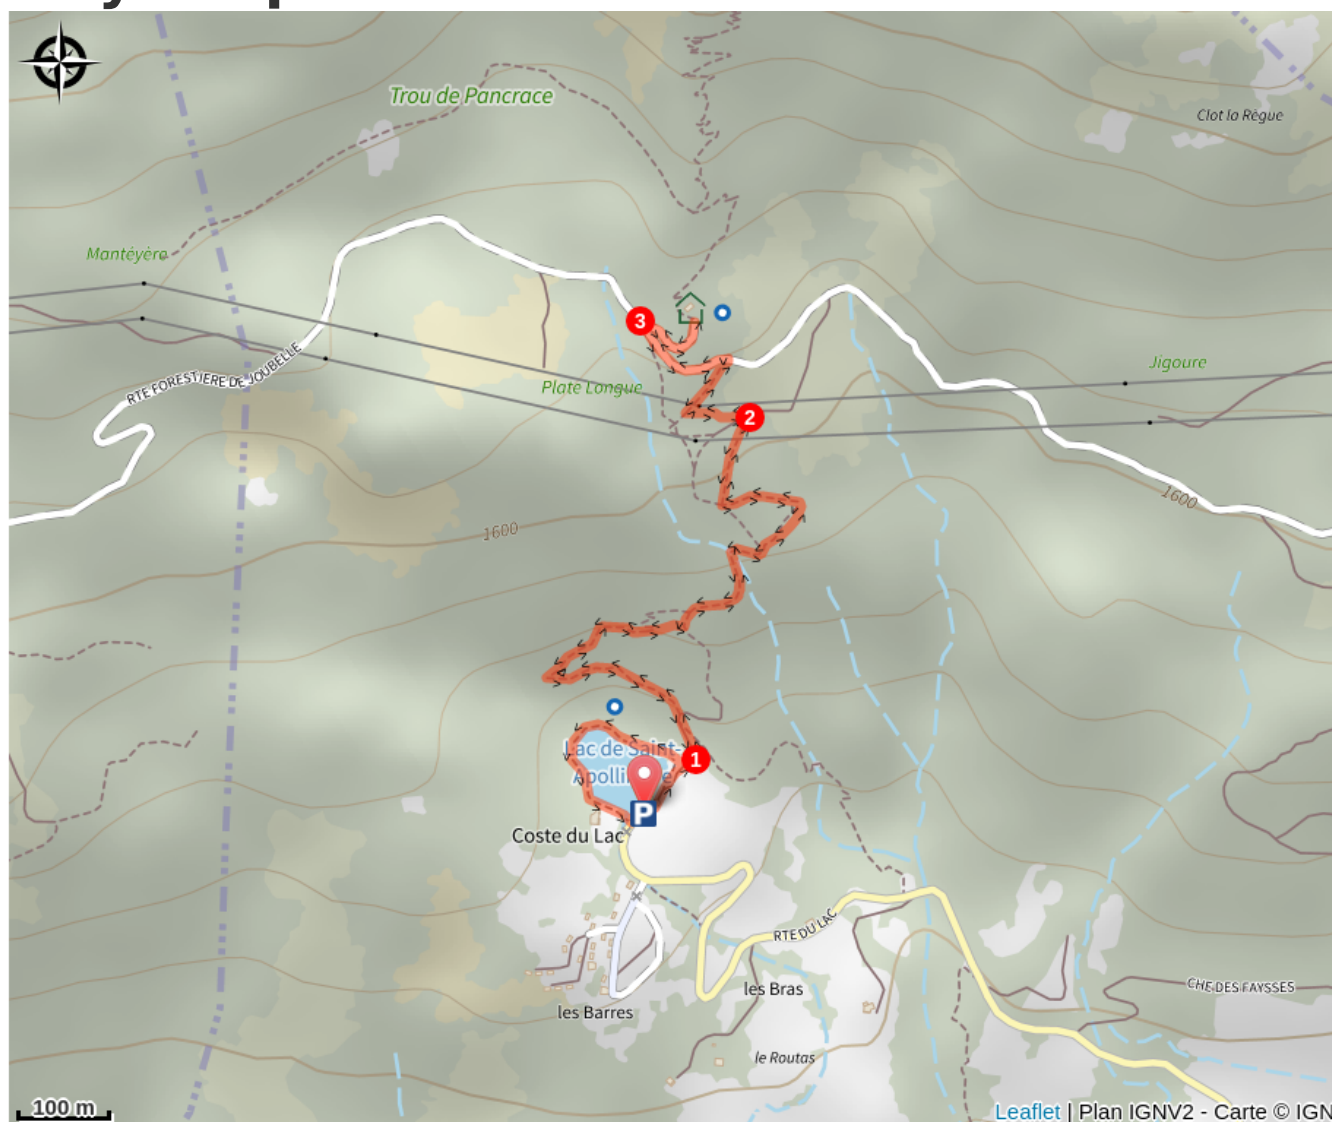 Trou de Pancrace
Clot la Règue
Mantéyère
3
RTE FORESTIERE DE JOUBELLE
Plate Longue
Jigoure
2
1600
1600
Lac de Saint-
1
P
Coste du Lac
RTE DU LAC
les Bras
CHE DES FAYSSES
les Barres
le Routas
100 m
Leaflet | Plan IGNV2 - Carte © IGN